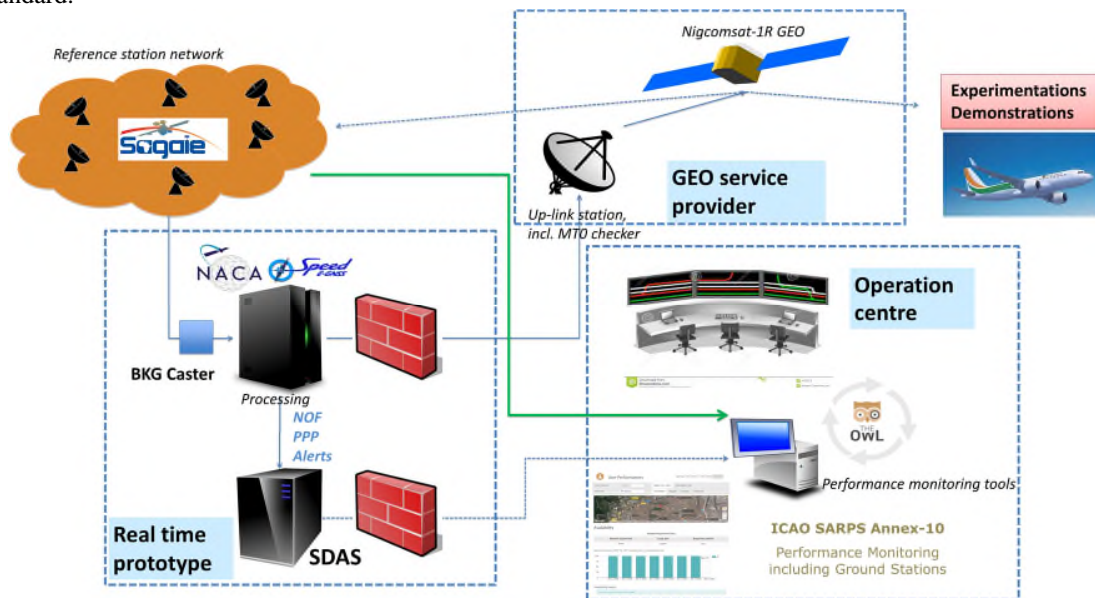 andard.
Reference station network
Sagaie
Nigcomsat-1R GEO
Experimentations
Demonstrations
GEO service
provider
Up-link station,
incl. MT0 checker
NACA
Speed
BKG Caster
Processing
NOF
PPP
Alerts
Real time
prototype
SDAS
Operation
centre
THE
OWL
Performance monitoring tools
ICAO SARPS Annex-10
Performance Monitoring
including Ground Stations